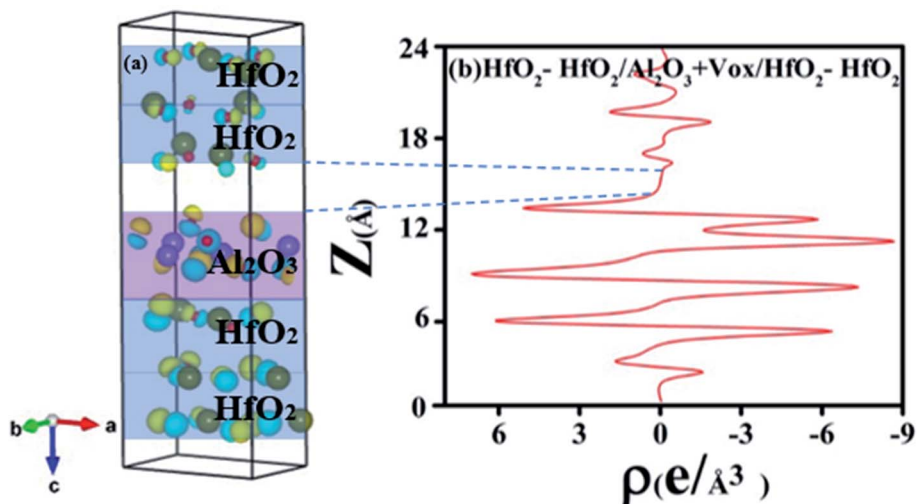 (a)
HfO₂
HfO₂
Al₂O₃
HfO₂
HfO₂
b
a
c
(b)HfO₂- HfO₂/Al₂O₃+Vox/HfO₂- HfO₂
24
18
12
6
0
Z(Å)
6 3 0 -3 -6 -9
ρ(e/Å³ )